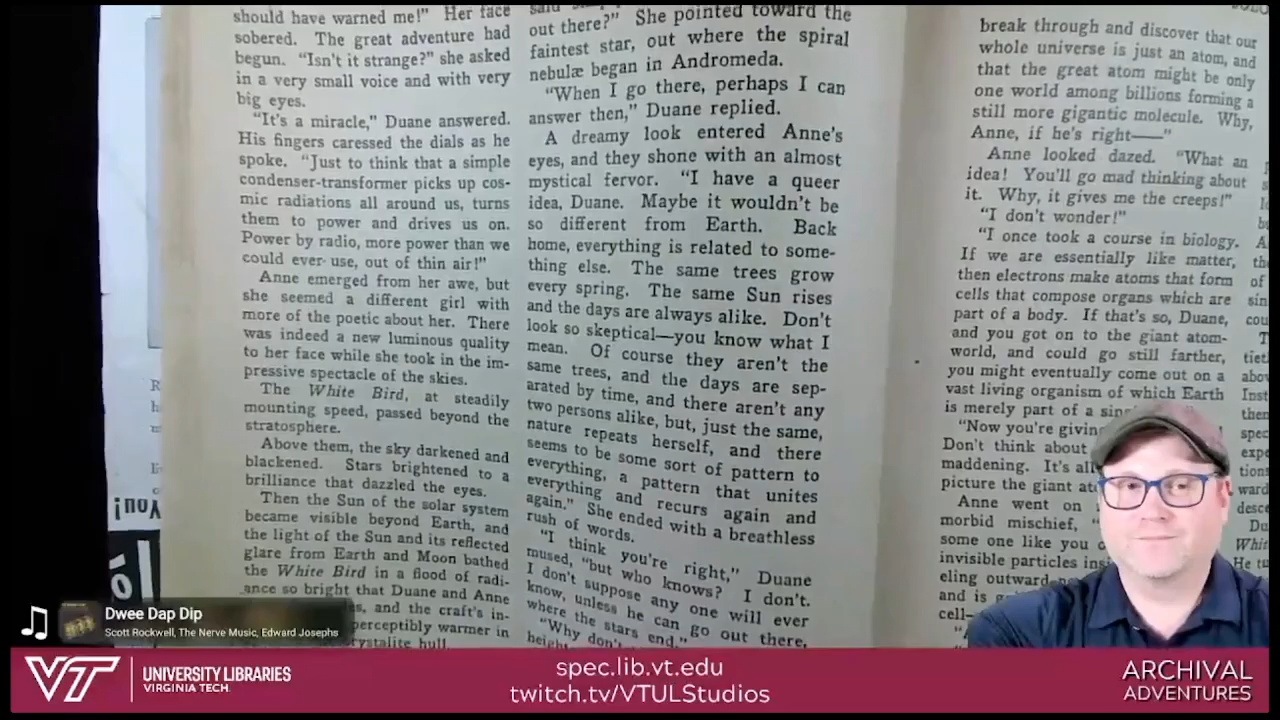 should have warned me!" Her face
sobered. The great adventure had
begun. "Isn't it strange?" she asked
in a very small voice and with very
big eyes.
"It's a miracle," Duane answered.
His fingers caressed the dials as he
spoke. "Just to think that a simple
condenser-transformer picks up cos-
mic radiations all around us, turns
them to power and drives us on.
Power by radio, more power than we
could ever use, out of thin air!"
Anne emerged from her awe, but
she seemed a different girl with
more of the poetic about her. There
was indeed a new luminous quality
to her face while she took in the im-
pressive spectacle of the skies.
The White Bird, at steadily
mounting speed, passed beyond the
stratosphere.
Above them, the sky darkened and
blackened. Stars brightened to a
brilliance that dazzled the eyes.
Then the Sun of the solar system
became visible beyond Earth, and
the light of the Sun and its reflected
glare from Earth and Moon bathed
the White Bird in a flood of radi-
ance so bright that Duane and Anne
and the craft's in-
perceptibly warmer in
hull.
out there?" She pointed toward the
faintest star, out where the spiral
nebulæ began in Andromeda.
"When I go there, perhaps I can
answer then," Duane replied.
A dreamy look entered Anne's
eyes, and they shone with an almost
mystical fervor. "I have a queer
idea, Duane. Maybe it wouldn't be
so different from Earth. Back
home, everything is related to some-
thing else. The same trees grow
every spring. The same Sun rises
and the days are always alike. Don't
look so skeptical—you know what I
mean. Of course they aren't the
same trees, and the days are sep-
arated by time, and there aren't any
two persons alike, but, just the same,
nature repeats herself, and there
seems to be some sort of pattern to
everything, a pattern that unites
everything and recurs again and
again." She ended with a breathless
rush of words.
"I think you're right," Duane
mused, "but who knows? I don't.
I don't suppose any one will ever
know, unless he can go out there,
where the stars end."
"Why don't
break through and discover that our
whole universe is just an atom, and
that the great atom might be only
one world among billions forming a
still more gigantic molecule. Why,
Anne, if he's right——"
Anne looked dazed. "What an
idea! You'll go mad thinking about
it. Why, it gives me the creeps!"
"I don't wonder!"
"I once took a course in biology.
If we are essentially like matter,
then electrons make atoms that form
cells that compose organs which are
part of a body. If that's so, Duane,
and you got on to the giant atom-
world, and could go still farther,
you might eventually come out on a
vast living organism of which Earth
is merely part of a
"Now you're
Don't think about
maddening. It's
picture the giant
Anne went on
morbid mischief,
some one like you
invisible particles
eling outward
and is
cell—
Dwee Dap Dip
Scott Rockwell, The Nerve Music, Edward Josephs
VT
UNIVERSITY LIBRARIES
VIRGINIA TECH.
spec.lib.vt.edu
twitch.tv/VTULStudios
ARCHIVAL
ADVENTURES